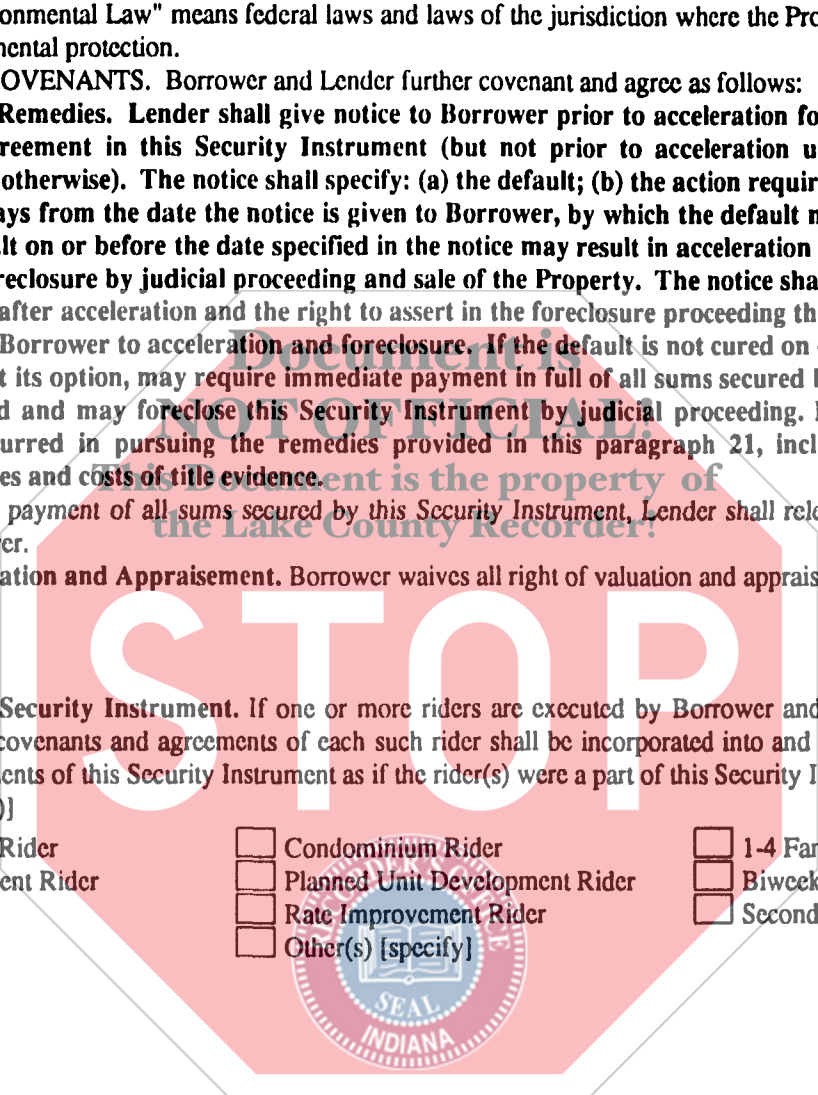 onmental Law" means federal laws and laws of the jurisdiction where the Pro
nental protection.
OVENANTS. Borrower and Lender further covenant and agree as follows:
Remedies. Lender shall give notice to Borrower prior to acceleration fo
reement in this Security Instrument (but not prior to acceleration u
otherwise). The notice shall specify: (a) the default; (b) the action requir
ays from the date the notice is given to Borrower, by which the default n
lt on or before the date specified in the notice may result in acceleration
reclosure by judicial proceeding and sale of the Property. The notice sha
after acceleration and the right to assert in the foreclosure proceeding th
Borrower to acceleration and foreclosure. If the default is not cured on
Document is
t its option, may require immediate payment in full of all sums secured
d and may foreclose this Security Instrument by judicial proceeding.
NOT OFFICIAL!
urred in pursuing the remedies provided in this paragraph 21, incl
es and costs of title evidence.
This Document is the property of
payment of all sums secured by this Security Instrument, Lender shall rele
the Lake County Recorder!
er.
ation and Appraisement. Borrower waives all right of valuation and apprais
STOP
Security Instrument. If one or more riders are executed by Borrower and
covenants and agreements of each such rider shall be incorporated into and
ents of this Security Instrument as if the rider(s) were a part of this Security I
)]
Rider Condominium Rider 1-4 Far
ent Rider Planned Unit Development Rider Biweek
Rate Improvement Rider Second
Other(s) [specify]
RECORDER'S OFFICE
SEAL
INDIANA